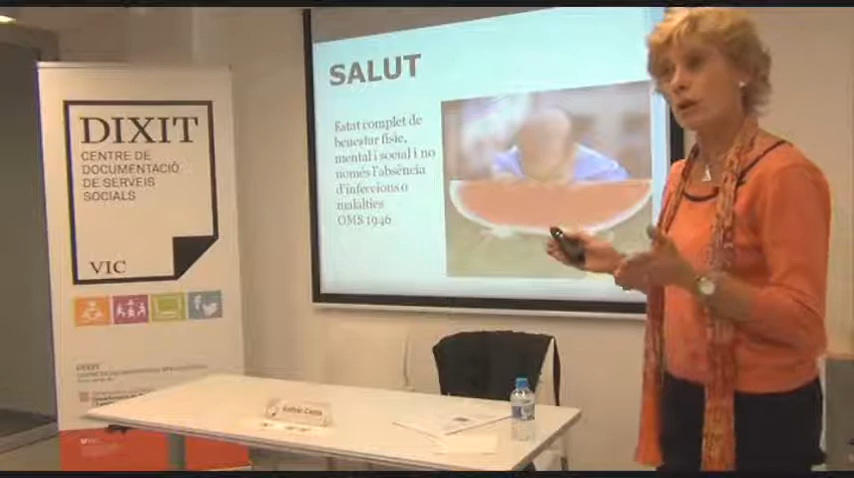 DIXIT
CENTRE DE
DOCUMENTACIÓ
DE SERVEIS
SOCIALS
VIC
DIXIT
SALUT
Estat complet de
benestar físic,
mental i social i no
només l'absència
d'infeccions o
malalties
OMS 1946